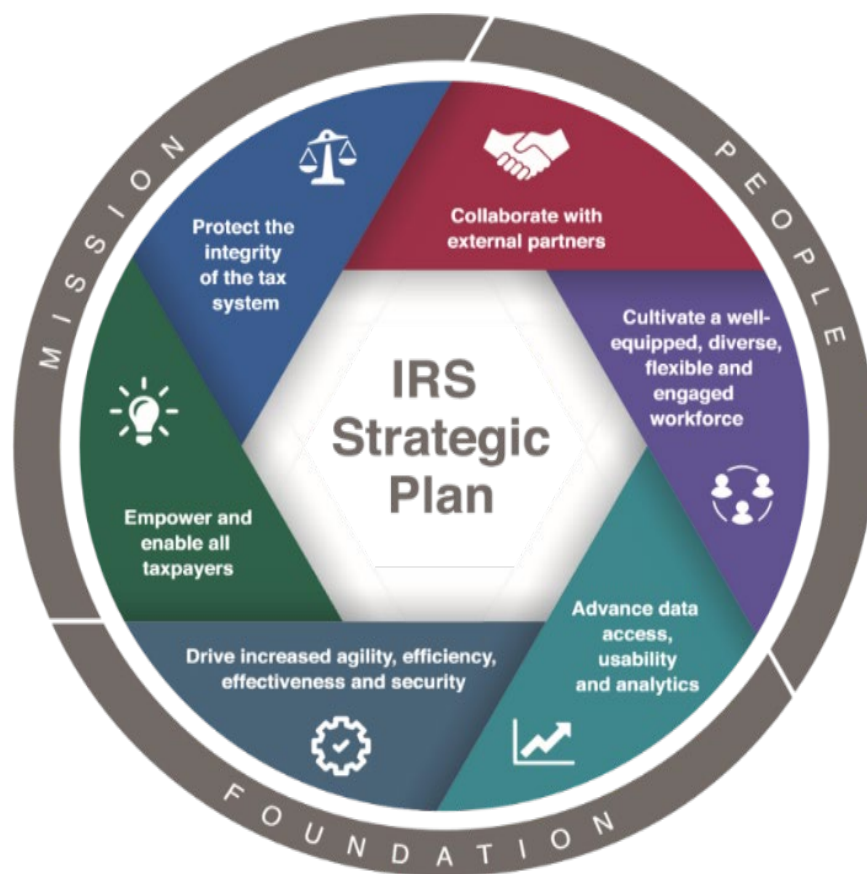 MISSION
PEOPLE
FOUNDATION
Protect the
integrity
of the tax
system
Collaborate with
external partners
Cultivate a well-
equipped, diverse,
flexible and
engaged
workforce
IRS
Strategic
Plan
Empower and
enable all
taxpayers
Advance data
access,
usability
and analytics
Drive increased agility, efficiency,
effectiveness and security